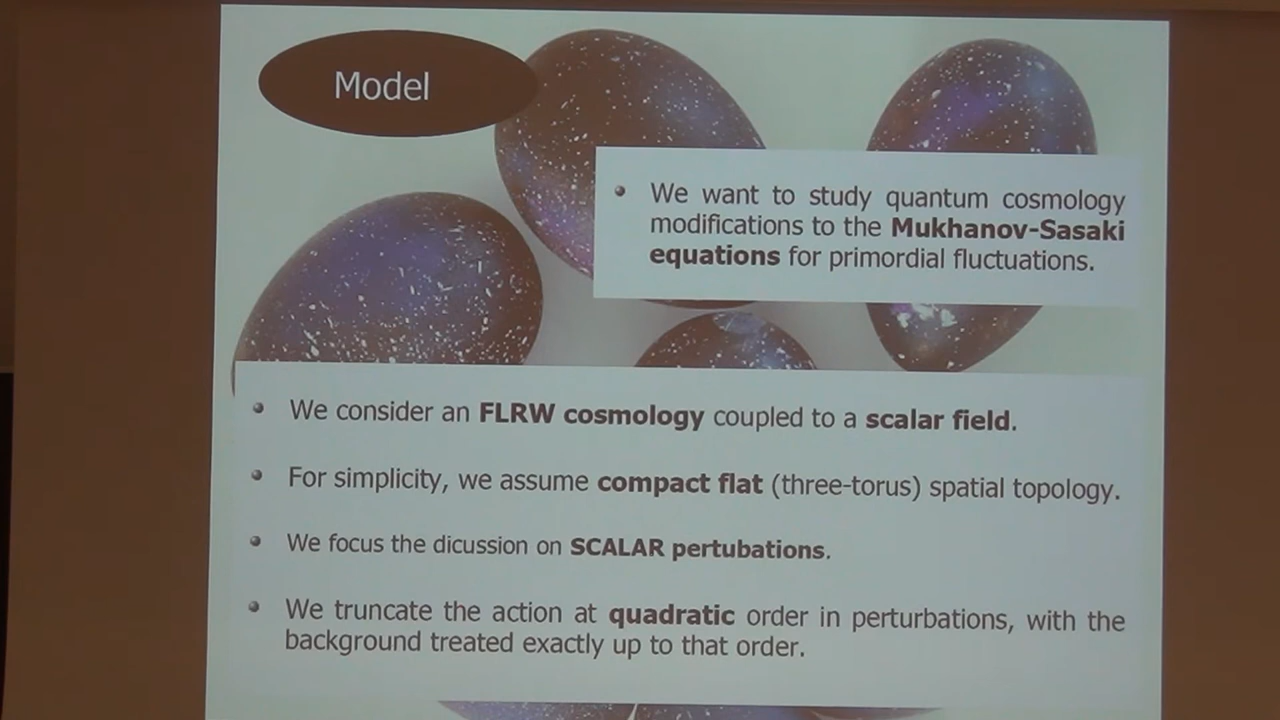 Model
We want to study quantum cosmology
modifications to the Mukhanov-Sasaki
equations for primordial fluctuations.
We consider an FLRW cosmology coupled to a scalar field.
For simplicity, we assume compact flat (three-torus) spatial topology.
We focus the dicussion on SCALAR pertubations.
We truncate the action at quadratic order in perturbations, with the
background treated exactly up to that order.